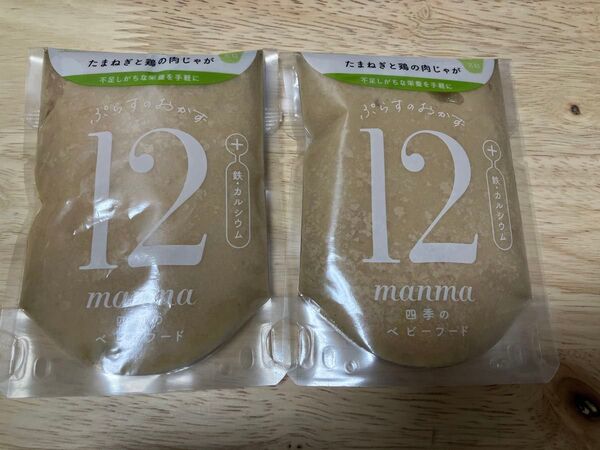 たまねぎと鶏の肉じゃが
不足しがちな栄養を手軽に
ぷらすのおかず
12
＋
鉄・カルシウム
manma
四季の
ベビーフード
たまねぎと鶏の肉じゃが
不足しがちな栄養を手軽に
ぷらすのおかず
12
＋
鉄・カルシウム
manma
四季の
ベビーフード